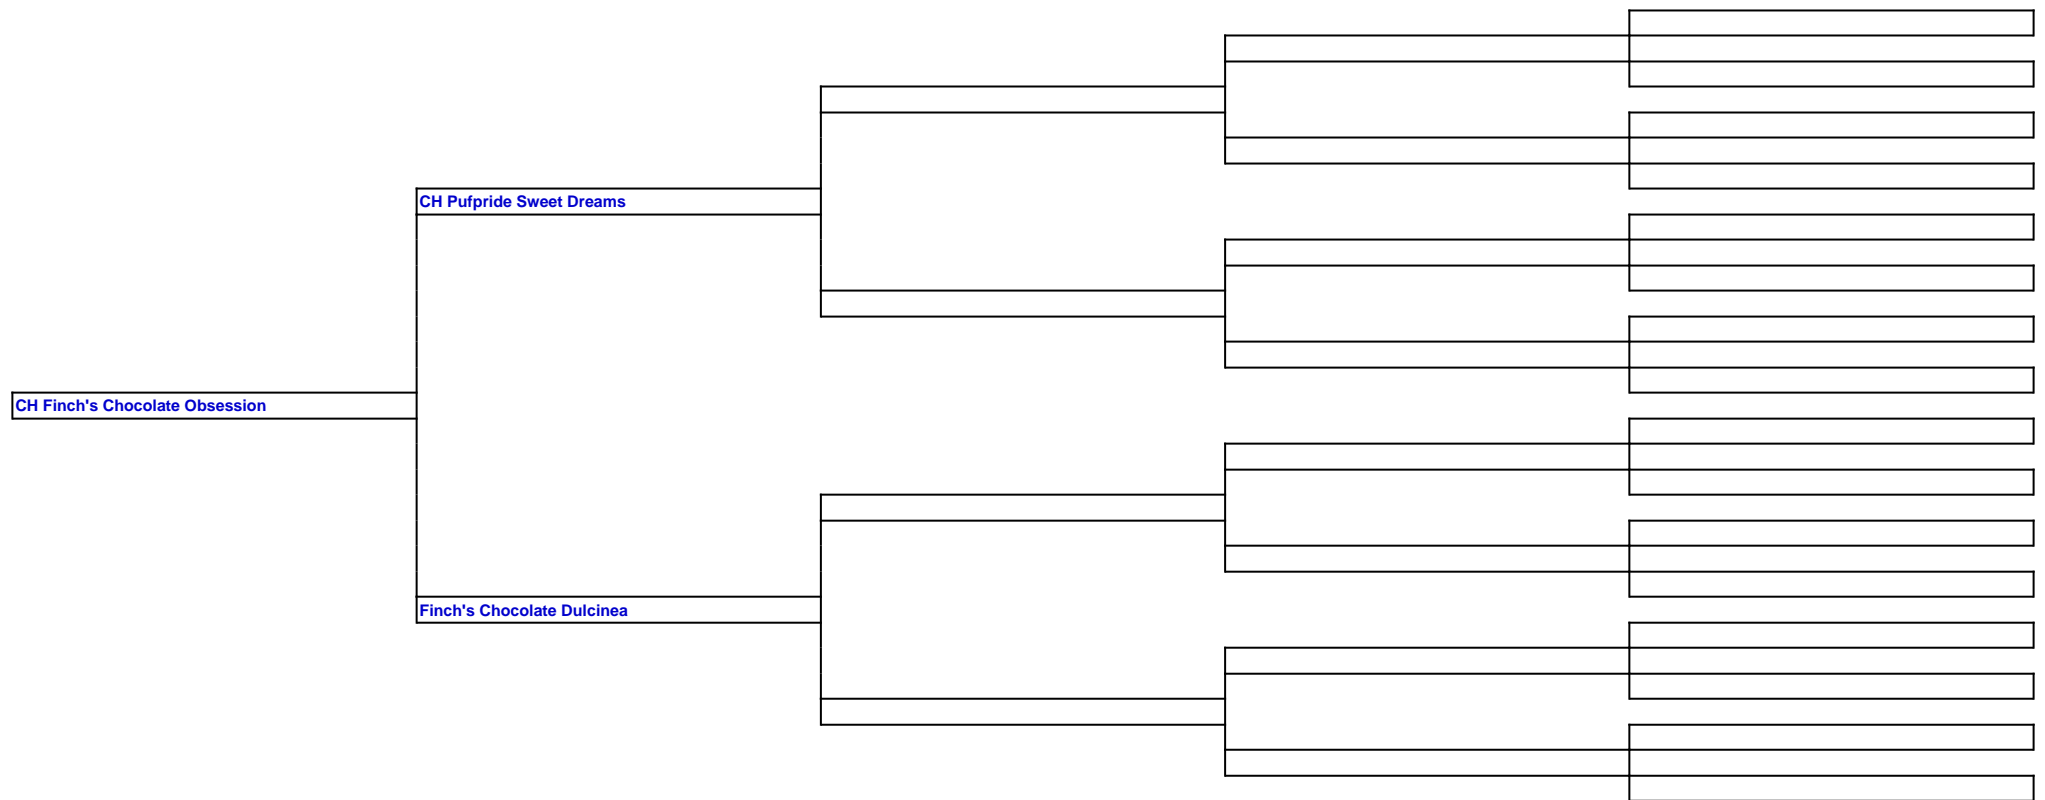 CH Pufpride Sweet Dreams
CH Finch's Chocolate Obsession
Finch's Chocolate Dulcinea